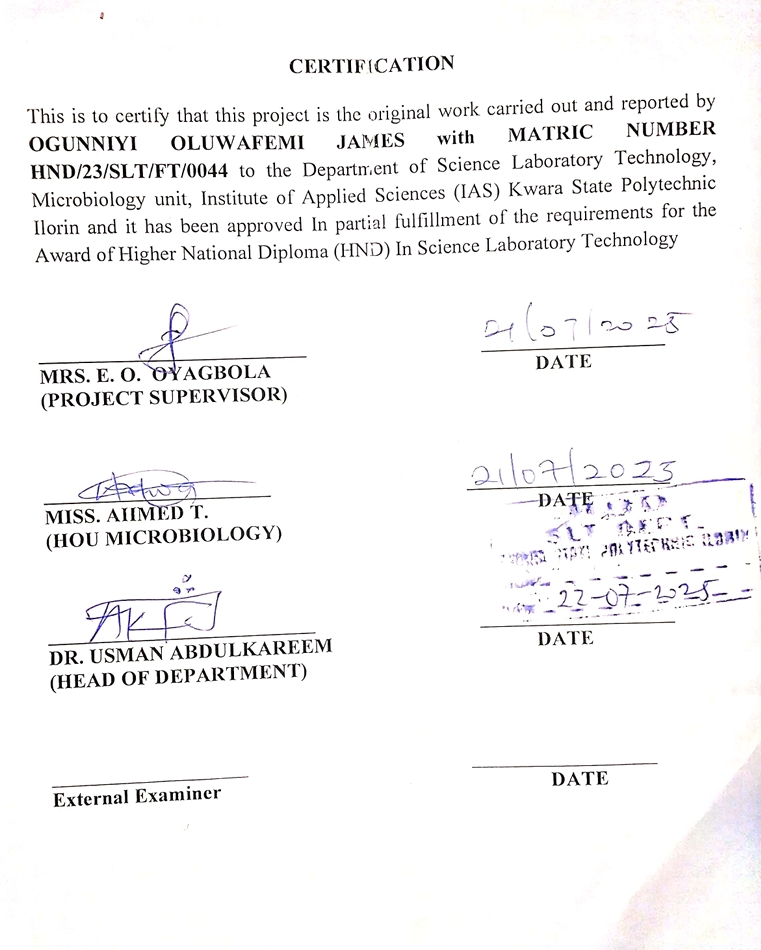 CERTIFICATION
This is to certify that this project is the original work carried out and reported by
OGUNNIYI OLUWAFEMI JAMES with MATRIC NUMBER
HND/23/SLT/FT/0044 to the Department of Science Laboratory Technology,
Microbiology unit, Institute of Applied Sciences (IAS) Kwara State Polytechnic
Ilorin and it has been approved In partial fulfillment of the requirements for the
Award of Higher National Diploma (HND) In Science Laboratory Technology
21/07/2025
MRS. E. O. OYAGBOLA
DATE
(PROJECT SUPERVISOR)
21/07/2025
MISS. AHMED T.
DATE
(HOU MICROBIOLOGY)
SLT DEPT.
STATE POLYTECHNIC ILORIN
22-07-2025
DR. USMAN ABDULKAREEM
DATE
(HEAD OF DEPARTMENT)
External Examiner
DATE